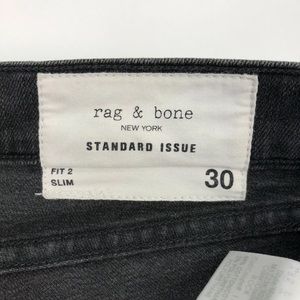 rag & bone
NEW YORK
STANDARD ISSUE
FIT 2
SLIM
30